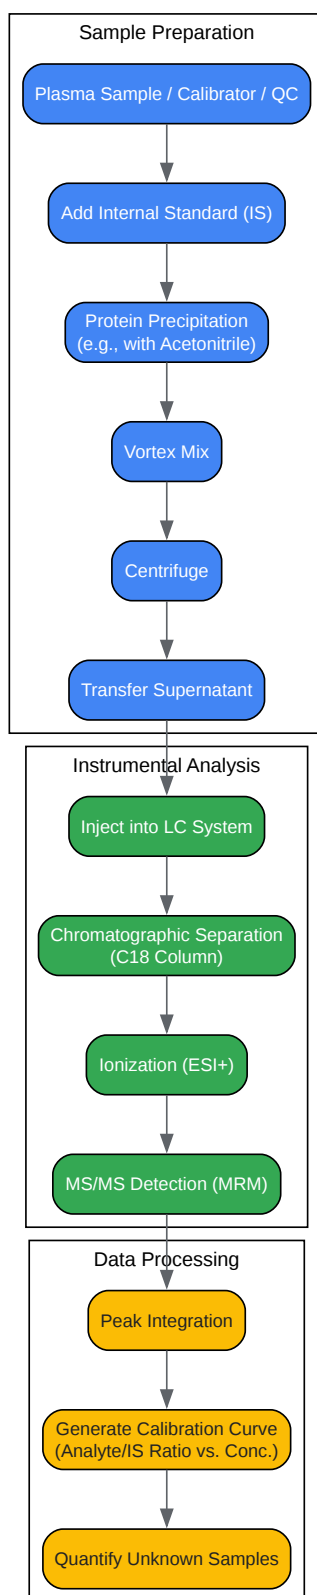 Sample Preparation
Plasma Sample / Calibrator / QC
Add Internal Standard (IS)
Protein Precipitation
(e.g., with Acetonitrile)
Vortex Mix
Centrifuge
Transfer Supernatant
Instrumental Analysis
Inject into LC System
Chromatographic Separation
(C18 Column)
Ionization (ESI+)
MS/MS Detection (MRM)
Data Processing
Peak Integration
Generate Calibration Curve
(Analyte/IS Ratio vs. Conc.)
Quantify Unknown Samples